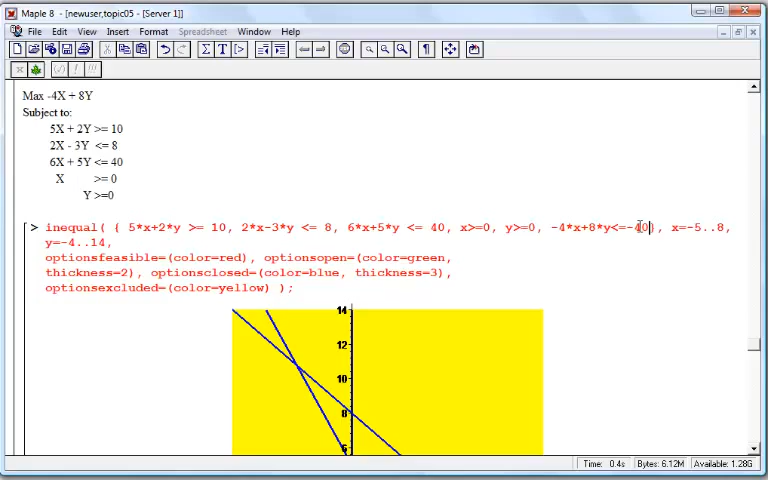 Maple 8 - [newuser,topic05 - [Server 1]]
File Edit View Insert Format Spreadsheet Window Help
Max -4X + 8Y
Subject to:
5X + 2Y >= 10
2X - 3Y <= 8
6X + 5Y <= 40
X >= 0
Y >=0
> inequal( { 5*x+2*y >= 10, 2*x-3*y <= 8, 6*x+5*y <= 40, x>=0, y>=0, -4*x+8*y<=-40}, x=-5..8,
y=-4..14,
optionsfeasible=(color=red), optionsopen=(color=green,
thickness=2), optionsclosed=(color=blue, thickness=3),
optionsexcluded=(color=yellow) );
14
12
10
8
6
Time: 0.4s Bytes: 6.12M Available: 1.28G